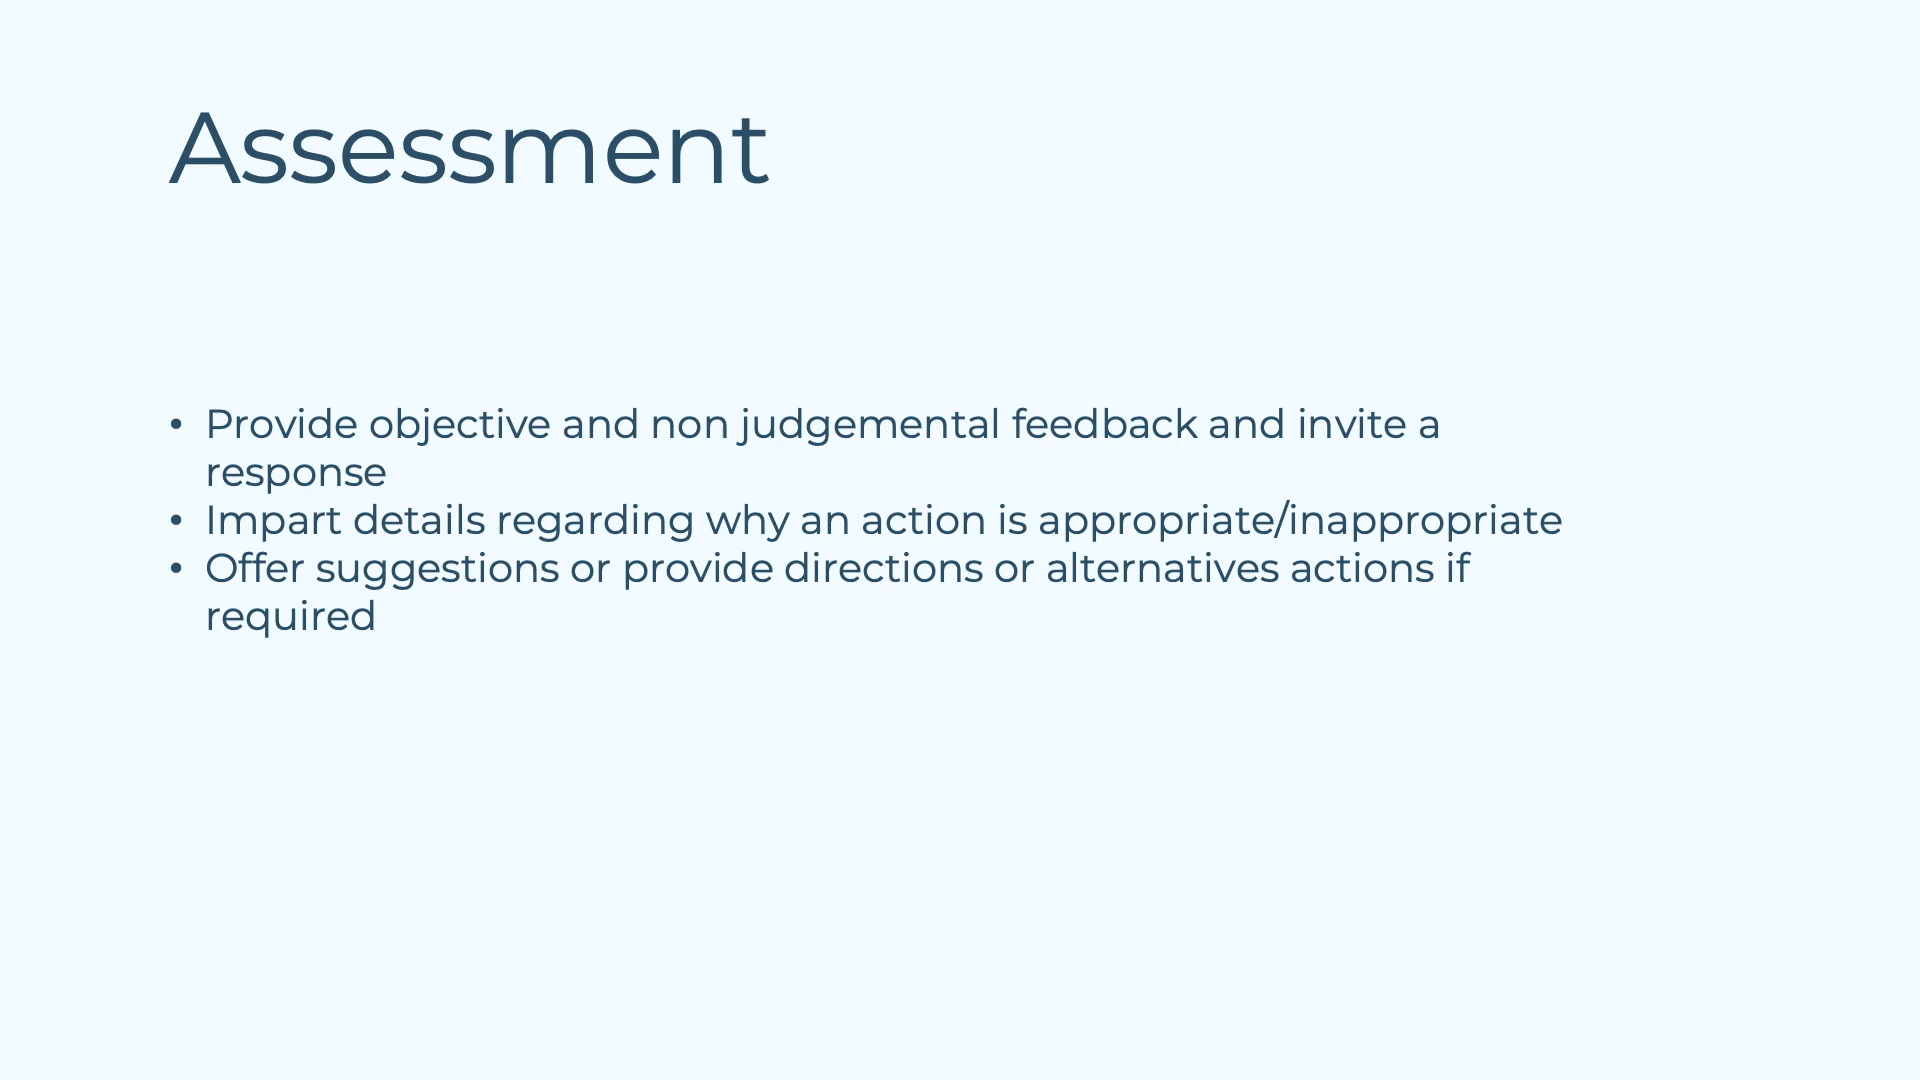 Assessment
• Provide objective and non judgemental feedback and invite a
response
• Impart details regarding why an action is appropriate/inappropriate
• Offer suggestions or provide directions or alternatives actions if
required